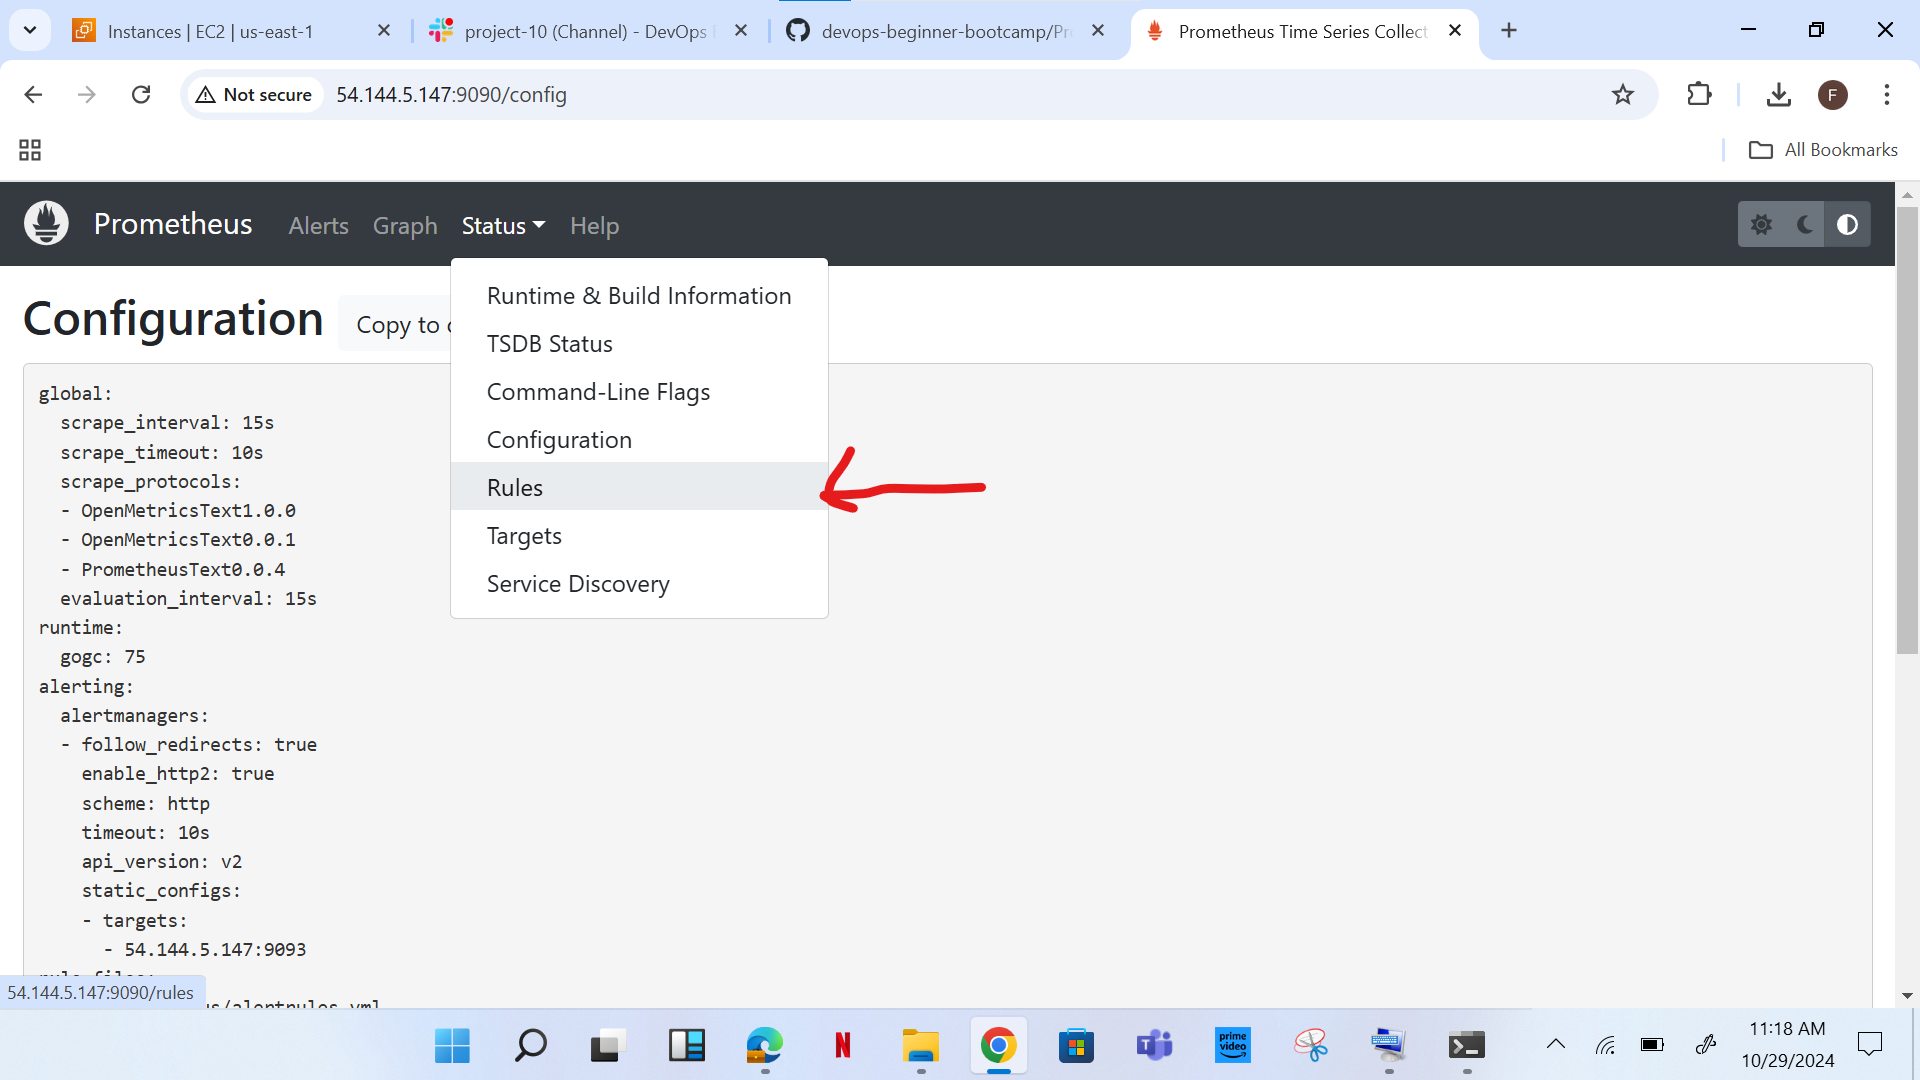 Instances | EC2 | us-east-1
project-10 (Channel) - DevOps
devops-beginner-bootcamp/Pr
Prometheus Time Series Collect
Not secure
54.144.5.147:9090/config
F
All Bookmarks
Prometheus
Alerts
Graph
Status
Help
Runtime & Build Information
TSDB Status
Command-Line Flags
Configuration
Rules
Targets
Service Discovery
Configuration
Copy to
global:
scrape_interval: 15s
scrape_timeout: 10s
scrape_protocols:
- OpenMetricsText1.0.0
- OpenMetricsText0.0.1
- PrometheusText0.0.4
evaluation_interval: 15s
runtime:
gogc: 75
alerting:
alertmanagers:
- follow_redirects: true
enable_http2: true
scheme: http
timeout: 10s
api_version: v2
static_configs:
- targets:
- 54.144.5.147:9093
rule_files:
s/alertrules.yml
54.144.5.147:9090/rules
N
T
prime video
11:18 AM
10/29/2024